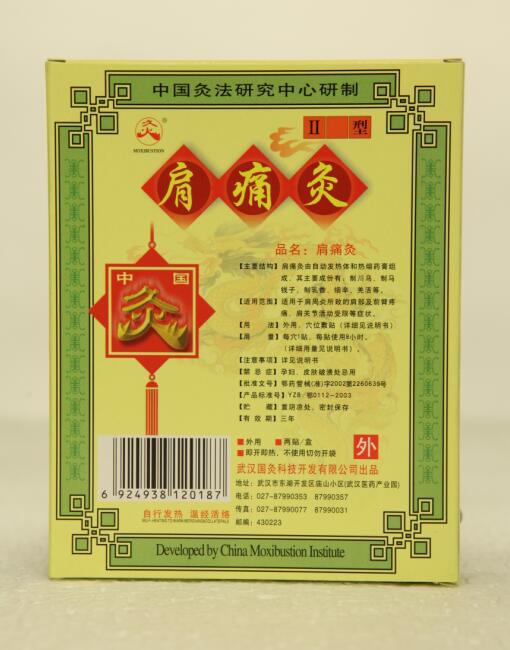 中国灸法研究中心研制
灸
®
MOXIBUSTION
II 型
肩痛灸
品名：肩痛灸
中国
灸
【主要结构】肩痛灸由自动发热体和热熔药膏组
成，其主要成份有：制川乌、制马
钱子、制乳香、细辛、羌活等。
【适用范围】适用于肩周炎所致的肩部及前臂疼
痛，肩关节活动受限等症状。
【用 法】外用，穴位敷贴（详细见说明书）
【用 量】每穴1贴，每贴使用8小时。
（详细用量见说明书）。
【注意事项】详见说明书
【禁 忌症】孕妇、皮肤破溃处忌用
【批准文号】鄂药管械(准)字2002第2260639号
【产品标准号】YZB/鄂0112-2003
【贮 藏】置阴凉处，密封保存
【有 效期】三年
■外用 ■两贴/盒
■即开即热，不使用切勿开袋
外
武汉国灸科技开发有限公司出品
地址：武汉市东湖开发区庙山小区(武汉医药产业园)
电话：027-87990353 87990357
传真：027-87990077 87990031
邮编：430223
6 924938 120187
自行发热 温经活络
SELF-HEATING TO WARM MERIDIANS&COLLATERALS
Developed by China Moxibustion Institute